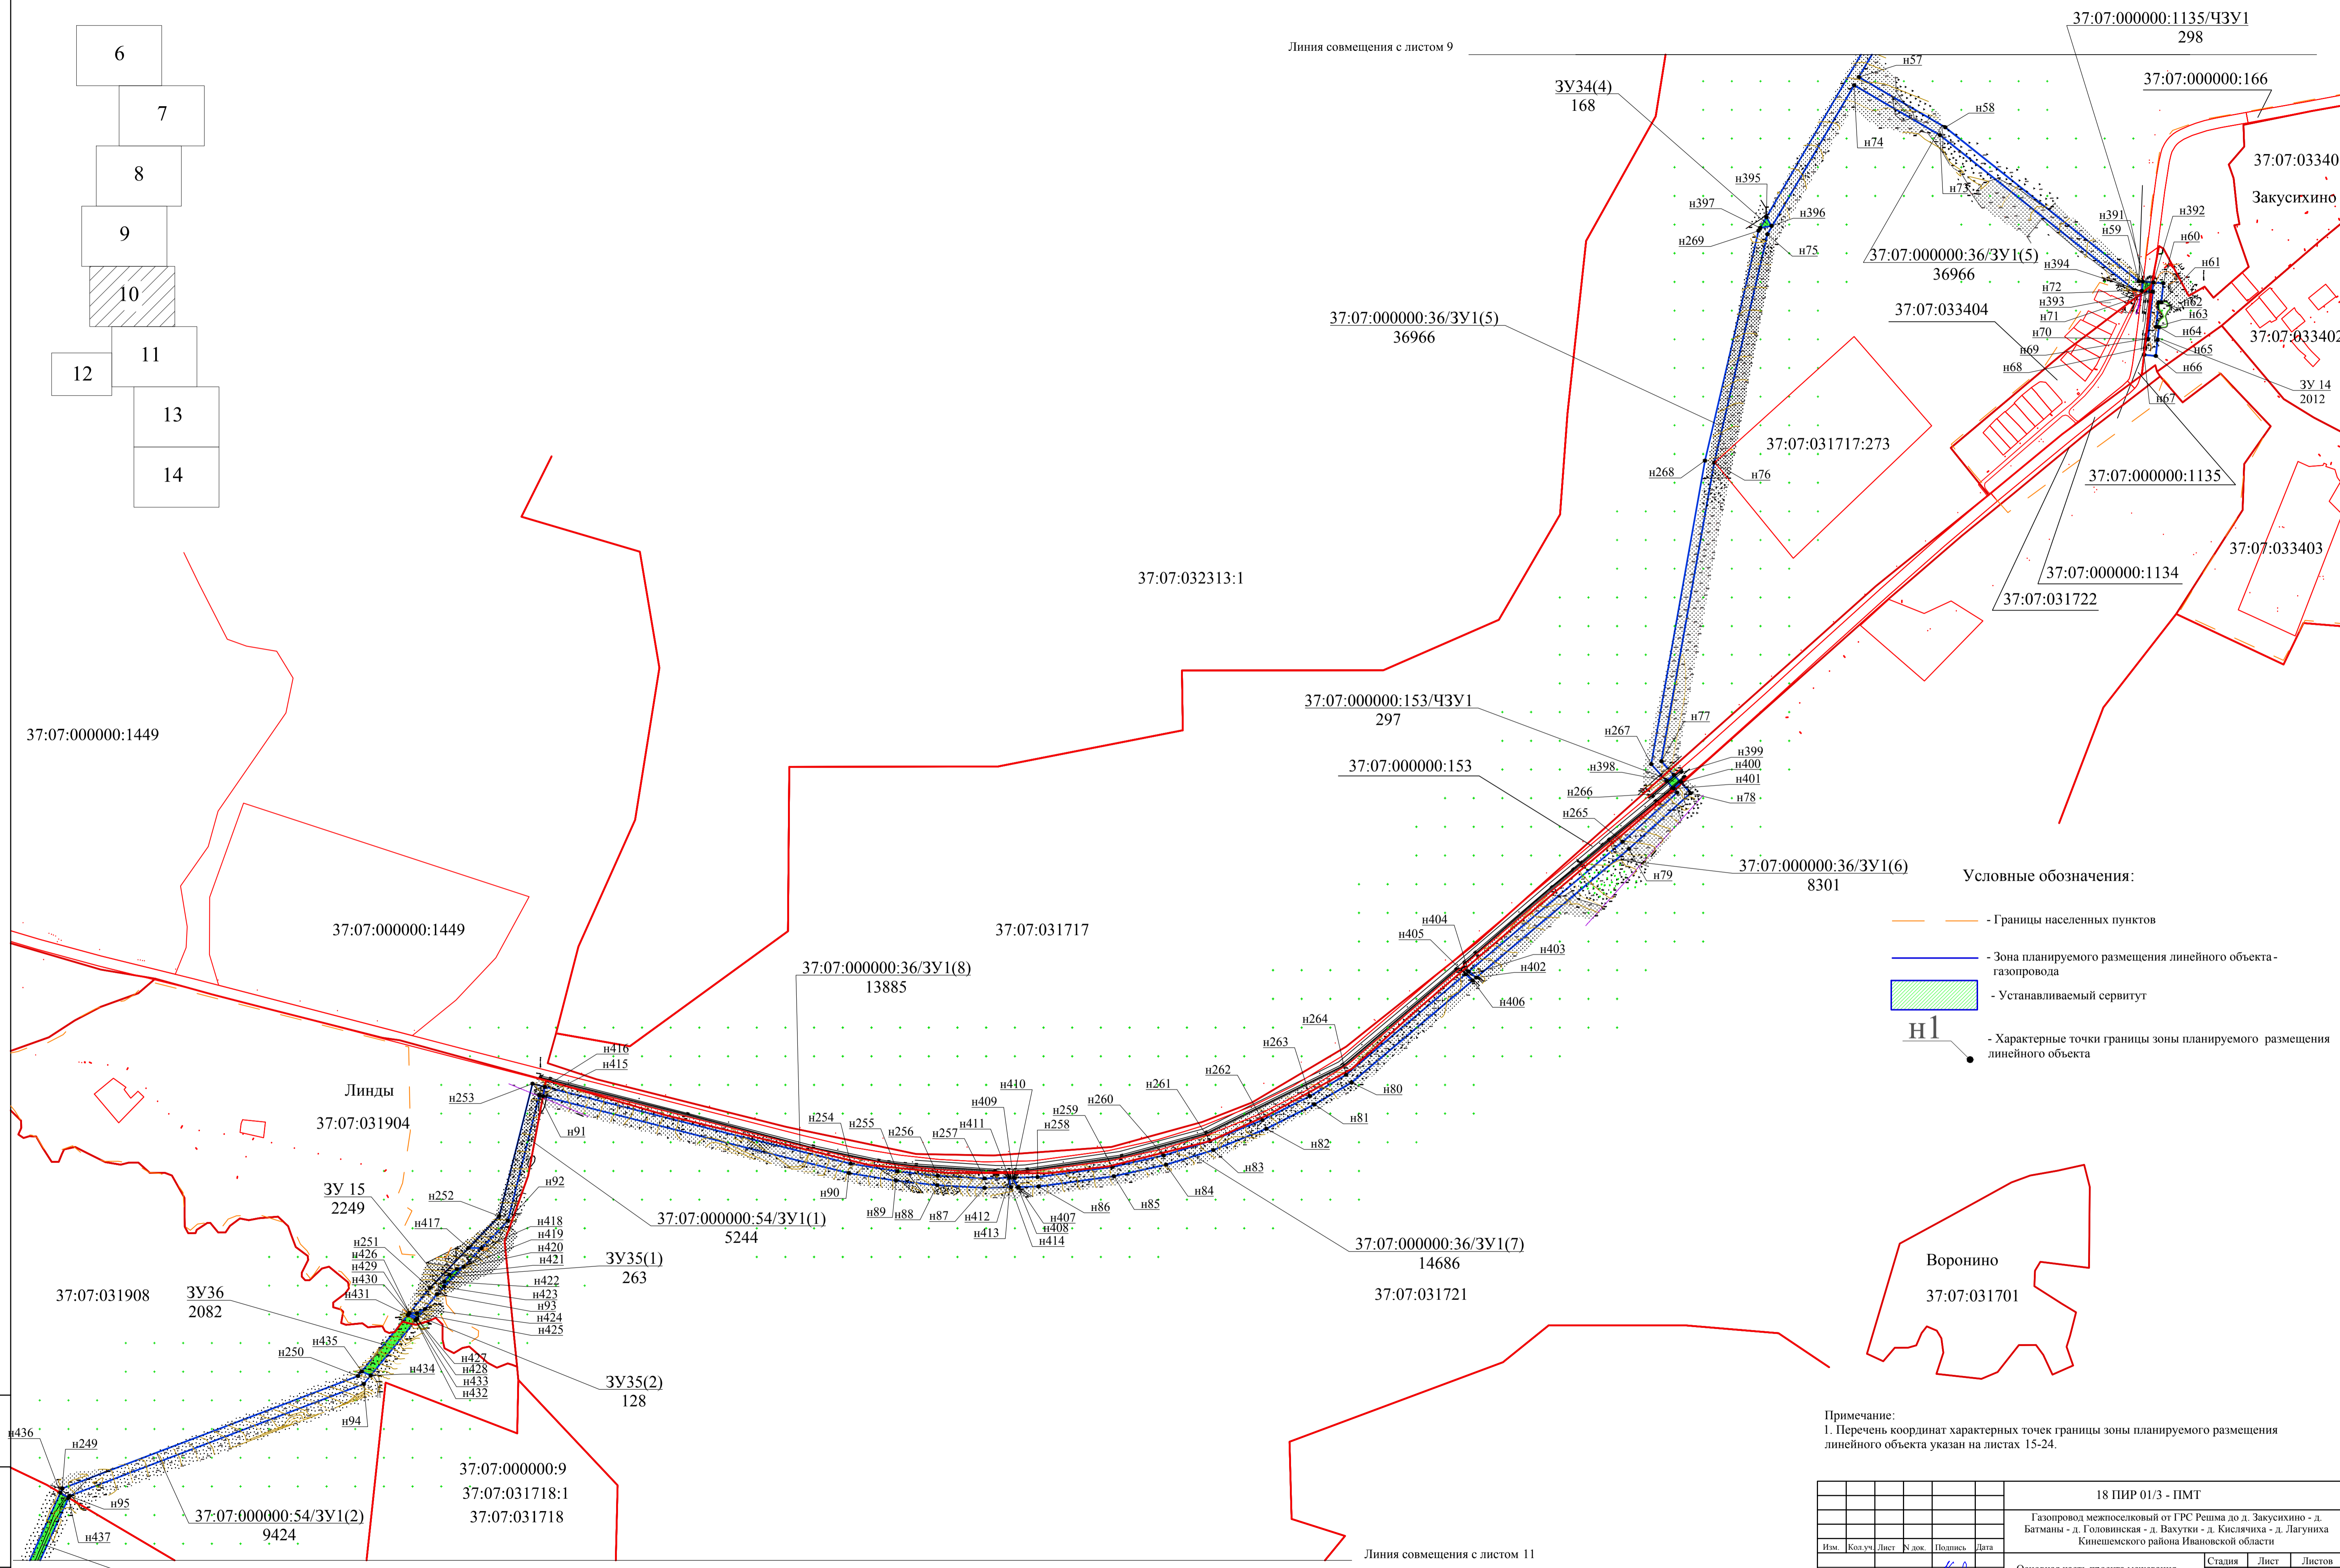 6
7
8
9
10
11
12
13
14
Линия совмещения с листом 9
37:07:000000:1135/ЧЗУ1
298
37:07:000000:166
ЗУ34(4)
168
н57
н58
н74
н73
37:07:03340
Закусихино
н395
н397
н396
н269
н75
н391
н392
н59
н60
н61
н394
н72
н393
н71
н62
н63
н70
н64
н69
н65
н68
н66
н67
37:07:000000:36/ЗУ1(5)
36966
37:07:033404
37:07:033402
ЗУ 14
2012
37:07:000000:36/ЗУ1(5)
36966
37:07:031717:273
н268
н76
37:07:000000:1135
37:07:033403
37:07:000000:1134
37:07:031722
37:07:032313:1
37:07:000000:153/ЧЗУ1
297
н77
н267
37:07:000000:1449
37:07:000000:153
н398
н399
н400
н401
н266
н78
н265
37:07:000000:36/ЗУ1(6)
8301
н79
Условные обозначения:
- Границы населенных пунктов
- Зона планируемого размещения линейного объекта -
газопровода
- Устанавливаемый сервитут
н1
- Характерные точки границы зоны планируемого размещения
линейного объекта
37:07:000000:1449
37:07:031717
н404
н405
н403
н402
н406
37:07:000000:36/ЗУ1(8)
13885
н264
н263
н262
н261
н260
н259
н410
н409
н411
н258
н257
н256
н255
н254
н416
н415
н253
н91
Линды
37:07:031904
н80
н81
н82
н83
н84
н85
н86
н407
н408
н414
н412
н413
н87
н88
н89
н90
ЗУ 15
2249
н252
н92
37:07:000000:54/ЗУ1(1)
5244
н417
н418
н419
н420
н421
н251
н426
н429
н430
н431
н422
н423
н93
н424
н425
ЗУ35(1)
263
37:07:000000:36/ЗУ1(7)
14686
37:07:031721
Воронино
37:07:031701
37:07:031908
ЗУ36
2082
н435
н250
н434
н427
н428
н433
н432
ЗУ35(2)
128
н94
н436
н249
н95
н437
37:07:000000:54/ЗУ1(2)
9424
37:07:000000:9
37:07:031718:1
37:07:031718
Линия совмещения с листом 11
Примечание:
1. Перечень координат характерных точек границы зоны планируемого размещения
линейного объекта указан на листах 15-24.
18 ПИР 01/3 - ПМТ
Газопровод межпоселковый от ГРС Решма до д. Закусихино - д.
Батманы - д. Головинская - д. Вахутки - д. Кислячиха - д. Лагуниха
Кинешемского района Ивановской области
Изм. Кол.уч. Лист N док. Подпись Дата
Стадия Лист Листов